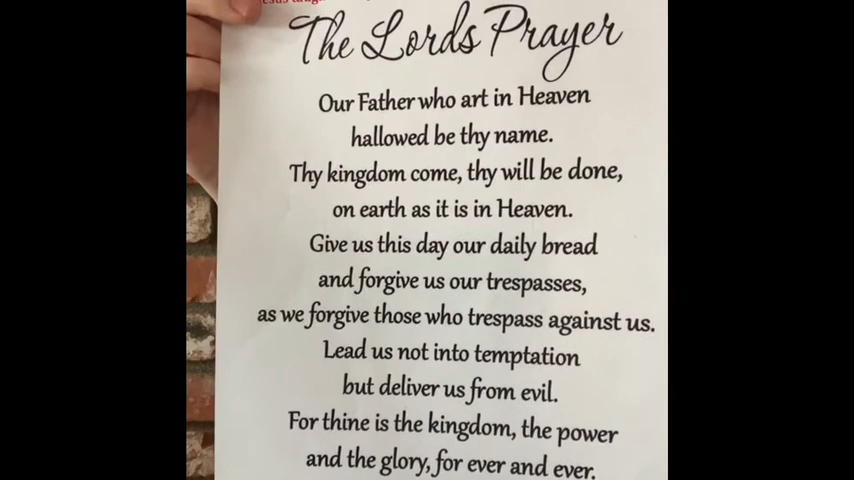 The Lords Prayer
Our Father who art in Heaven
hallowed be thy name.
Thy kingdom come, thy will be done,
on earth as it is in Heaven.
Give us this day our daily bread
and forgive us our trespasses,
as we forgive those who trespass against us.
Lead us not into temptation
but deliver us from evil.
For thine is the kingdom, the power
and the glory, for ever and ever.